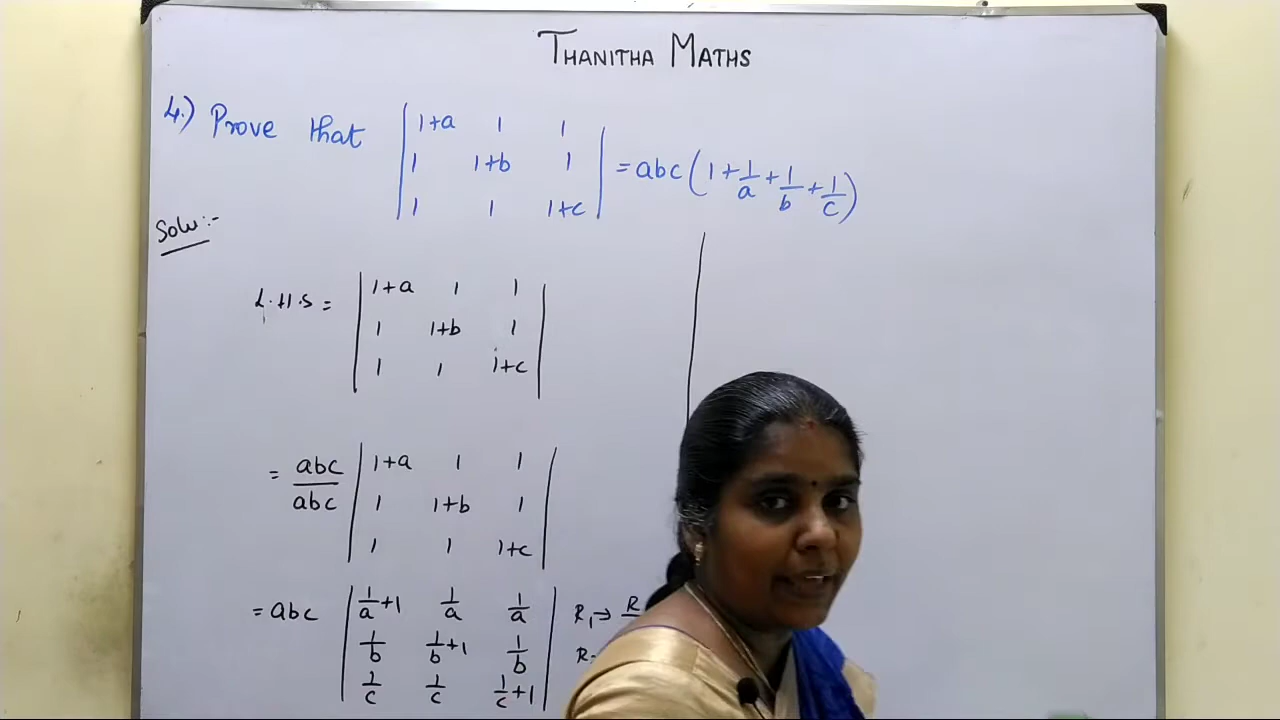 THANITHA MATHS
4.) Prove that | 1+a 1 1 |
| 1 1+b 1 | = abc (1 + 1/a + 1/b + 1/c)
| 1 1 1+c |
Solu:-
L.H.S = | 1+a 1 1 |
| 1 1+b 1 |
| 1 1 1+c |
= abc/abc | 1+a 1 1 |
| 1 1+b 1 |
| 1 1 1+c |
= abc | 1/a+1 1/a 1/a | R₁→ R
| 1/b 1/b+1 1/b | R
| 1/c 1/c 1/c+1 |